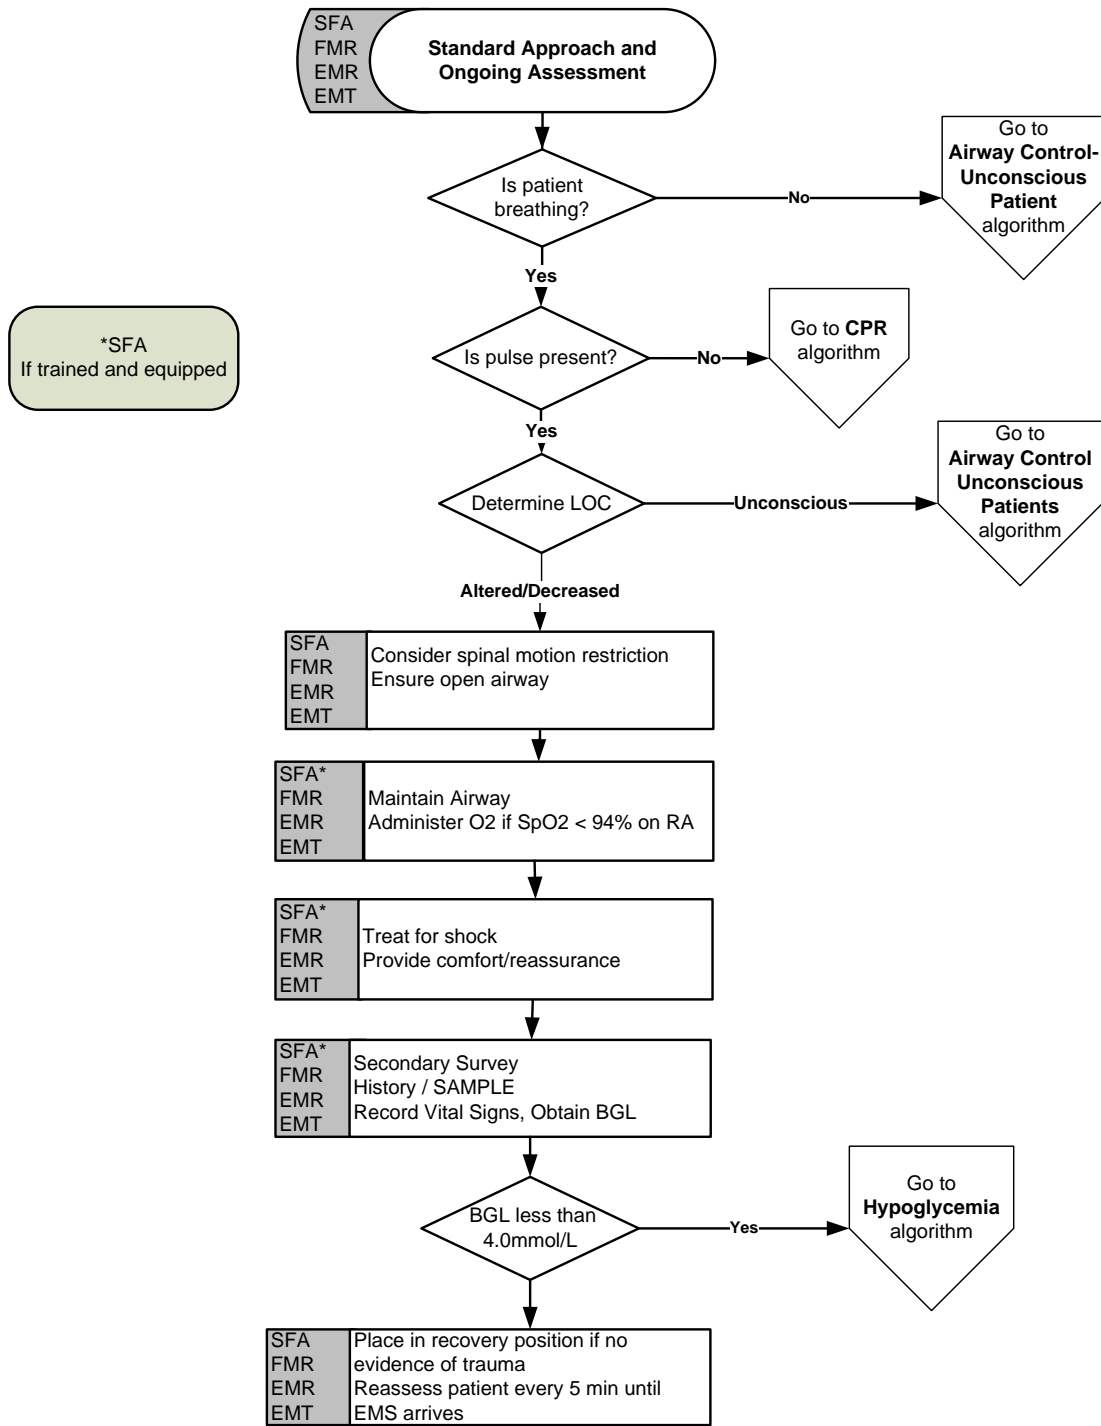 SFA
FMR
EMR
EMT
Standard Approach and
Ongoing Assessment
Is patient
breathing?
No
Go to
Airway Control-
Unconscious
Patient
algorithm
Yes
*SFA
If trained and equipped
Is pulse present?
No
Go to CPR
algorithm
Yes
Determine LOC
Unconscious
Go to
Airway Control
Unconscious
Patients
algorithm
Altered/Decreased
SFA
FMR
EMR
EMT
Consider spinal motion restriction
Ensure open airway
SFA*
FMR
EMR
EMT
Maintain Airway
Administer O2 if SpO2 < 94% on RA
SFA*
FMR
EMR
EMT
Treat for shock
Provide comfort/reassurance
SFA*
FMR
EMR
EMT
Secondary Survey
History / SAMPLE
Record Vital Signs, Obtain BGL
BGL less than
4.0mmol/L
Yes
Go to
Hypoglycemia
algorithm
SFA
FMR
EMR
EMT
Place in recovery position if no
evidence of trauma
Reassess patient every 5 min until
EMS arrives